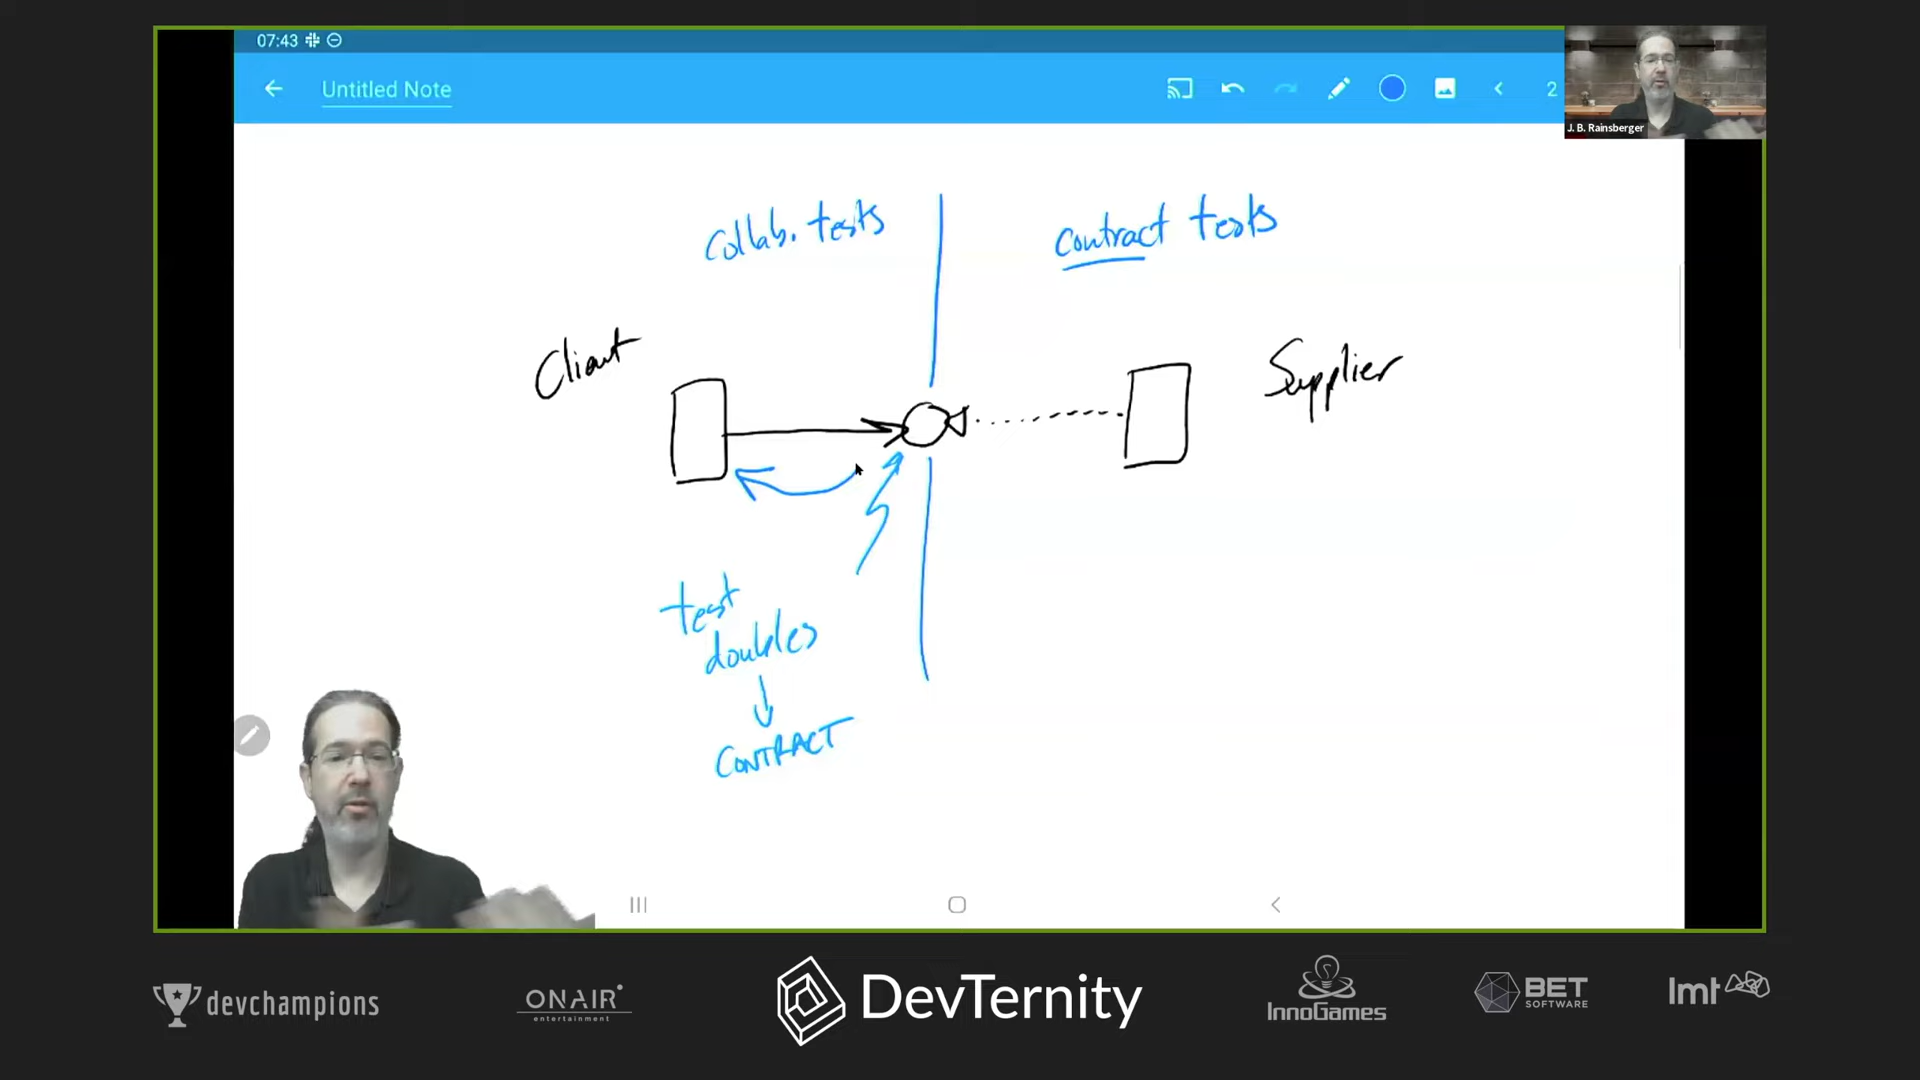 07:43
Untitled Note
2
J. B. Rainsberger
collab. tests
contract tests
Client
Supplier
test
doubles
CONTRACT
devchampions
ONAIR
entertainment
DevTernity
InnoGames
BET
SOFTWARE
lmt